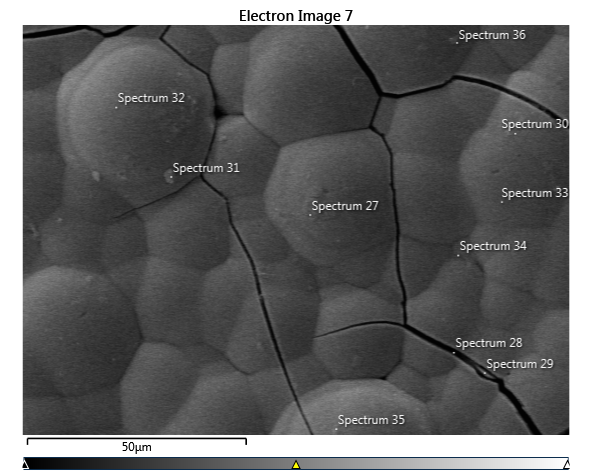 Electron Image 7
Spectrum 36
Spectrum 32
Spectrum 30
Spectrum 31
Spectrum 33
Spectrum 27
Spectrum 34
Spectrum 28
Spectrum 29
Spectrum 35
50µm